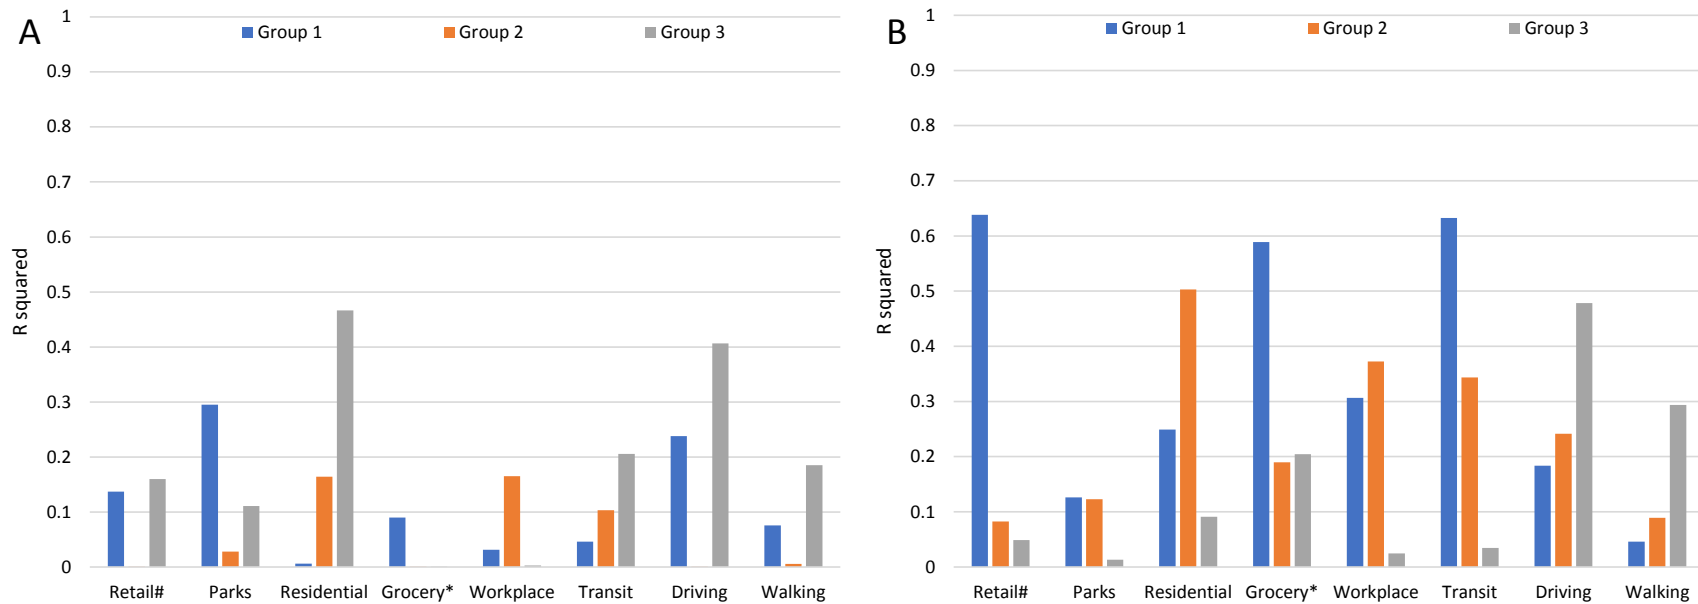 A
Group 1 Group 2 Group 3
1
0.9
0.8
0.7
0.6
0.5
0.4
0.3
0.2
0.1
0
R squared
Retail# Parks Residential Grocery* Workplace Transit Driving Walking
B
Group 1 Group 2 Group 3
1
0.9
0.8
0.7
0.6
0.5
0.4
0.3
0.2
0.1
0
R squared
Retail# Parks Residential Grocery* Workplace Transit Driving Walking